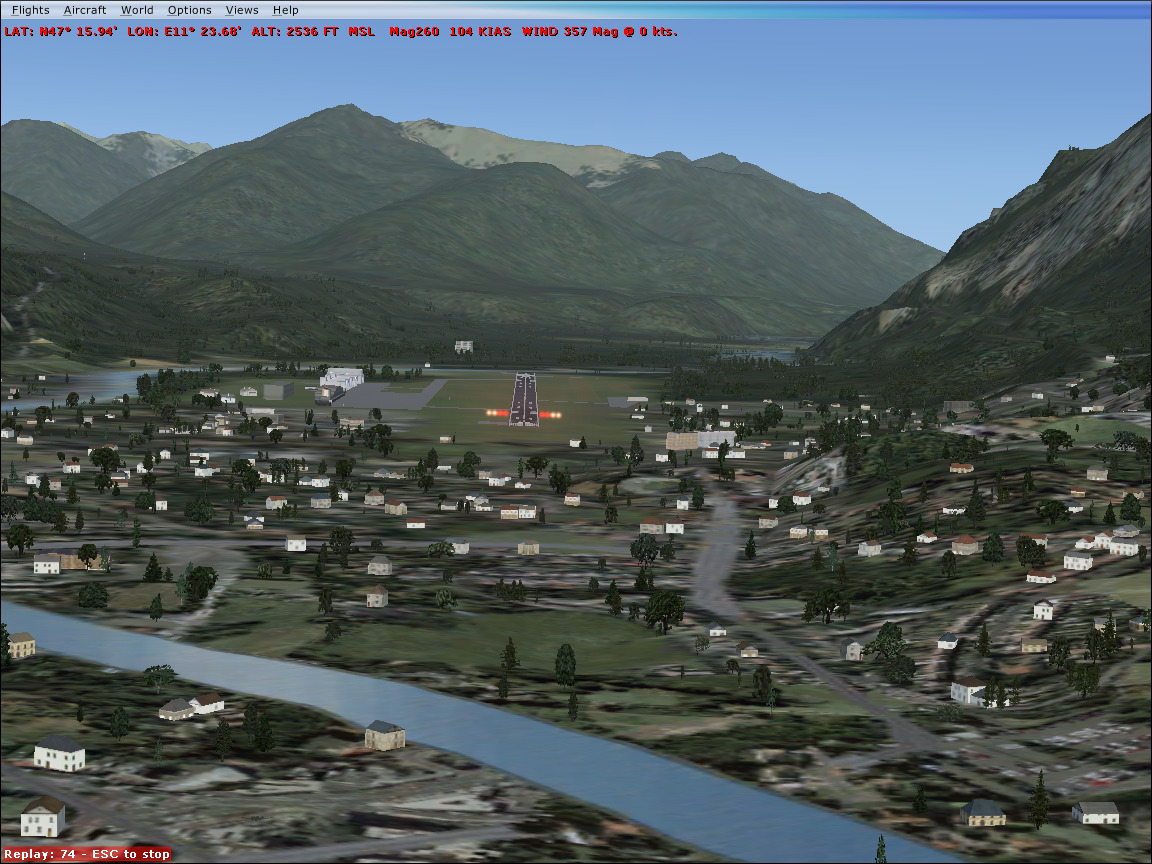 Flights Aircraft World Options Views Help
LAT: N47° 15.94' LON: E11° 23.68' ALT: 2536 FT MSL Mag260 104 KIAS WIND 357 Mag @ 0 kts.
Replay: 74 - ESC to stop